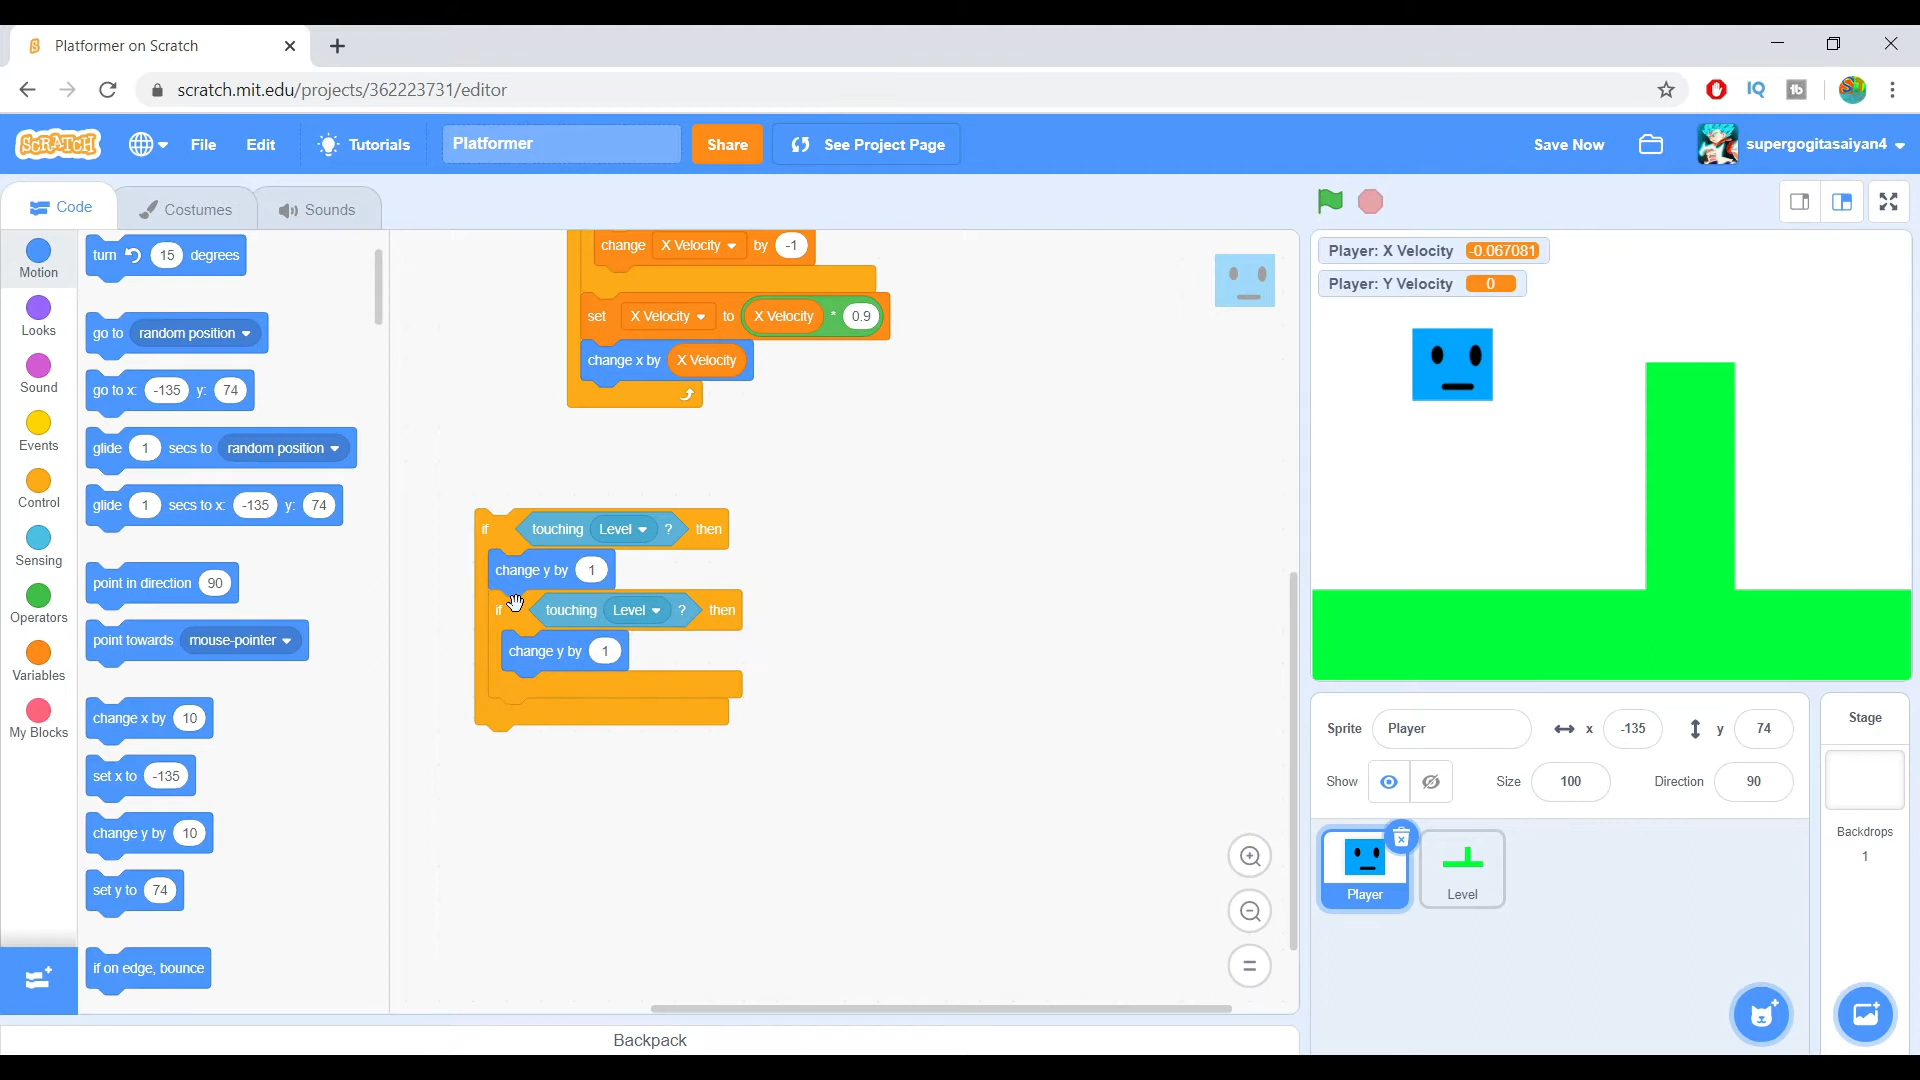 Platformer on Scratch
scratch.mit.edu/projects/362223731/editor
IQ
tb
SCRATCH
File
Edit
Tutorials
Platformer
Share
See Project Page
Save Now
supergogitasaiyan4
Code
Costumes
Sounds
Motion
Looks
Sound
Events
Control
Sensing
Operators
Variables
My Blocks
turn 15 degrees
go to random position
go to x: -135 y: 74
glide 1 secs to random position
glide 1 secs to x: -135 y: 74
point in direction 90
point towards mouse-pointer
change x by 10
set x to -135
change y by 10
set y to 74
if on edge, bounce
change X Velocity by -1
set X Velocity to X Velocity * 0.9
change x by X Velocity
if touching Level ? then
change y by 1
if touching Level ? then
change y by 1
Backpack
Player: X Velocity -0.067081
Player: Y Velocity 0
Sprite Player x -135 y 74
Show Size 100 Direction 90
Player
Level
Stage
Backdrops
1